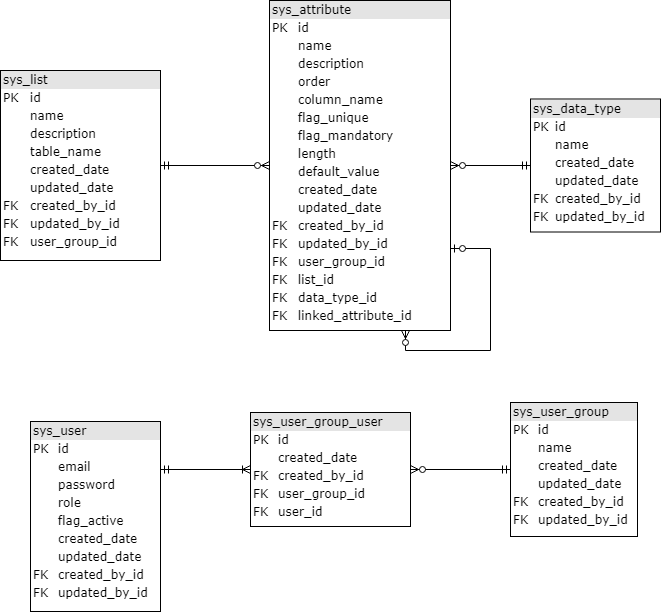 sys_attribute
PK id
name
description
order
column_name
flag_unique
flag_mandatory
length
default_value
created_date
updated_date
FK created_by_id
FK updated_by_id
FK user_group_id
FK list_id
FK data_type_id
FK linked_attribute_id
sys_list
PK id
name
description
table_name
created_date
updated_date
FK created_by_id
FK updated_by_id
FK user_group_id
sys_data_type
PK id
name
created_date
updated_date
FK created_by_id
FK updated_by_id
sys_user
PK id
email
password
role
flag_active
created_date
updated_date
FK created_by_id
FK updated_by_id
sys_user_group_user
PK id
created_date
FK created_by_id
FK user_group_id
FK user_id
sys_user_group
PK id
name
created_date
updated_date
FK created_by_id
FK updated_by_id